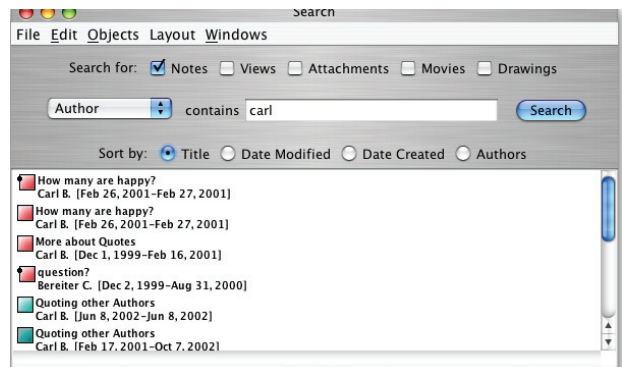 Search
File Edit Objects Layout Windows
Search for: Notes Views Attachments Movies Drawings
Author contains carl Search
Sort by: Title Date Modified Date Created Authors
How many are happy?
Carl B. [Feb 26, 2001-Feb 27, 2001]
How many are happy?
Carl B. [Feb 26, 2001-Feb 27, 2001]
More about Quotes
Carl B. [Dec 1, 1999-Feb 16, 2001]
question?
Bereiter C. [Dec 2, 1999-Aug 31, 2000]
Quoting other Authors
Carl B. [Jun 8, 2002-Jun 8, 2002]
Quoting other Authors
Carl B. [Feb 17, 2001-Oct 7, 2002]